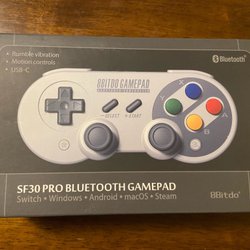 • Rumble vibration
• Motion controls
• USB-C
Bluetooth
8BITDO GAMEPAD
- SELECT
- START
SF30 PRO BLUETOOTH GAMEPAD
Switch • Windows • Android • macOS • Steam
8Bitdo